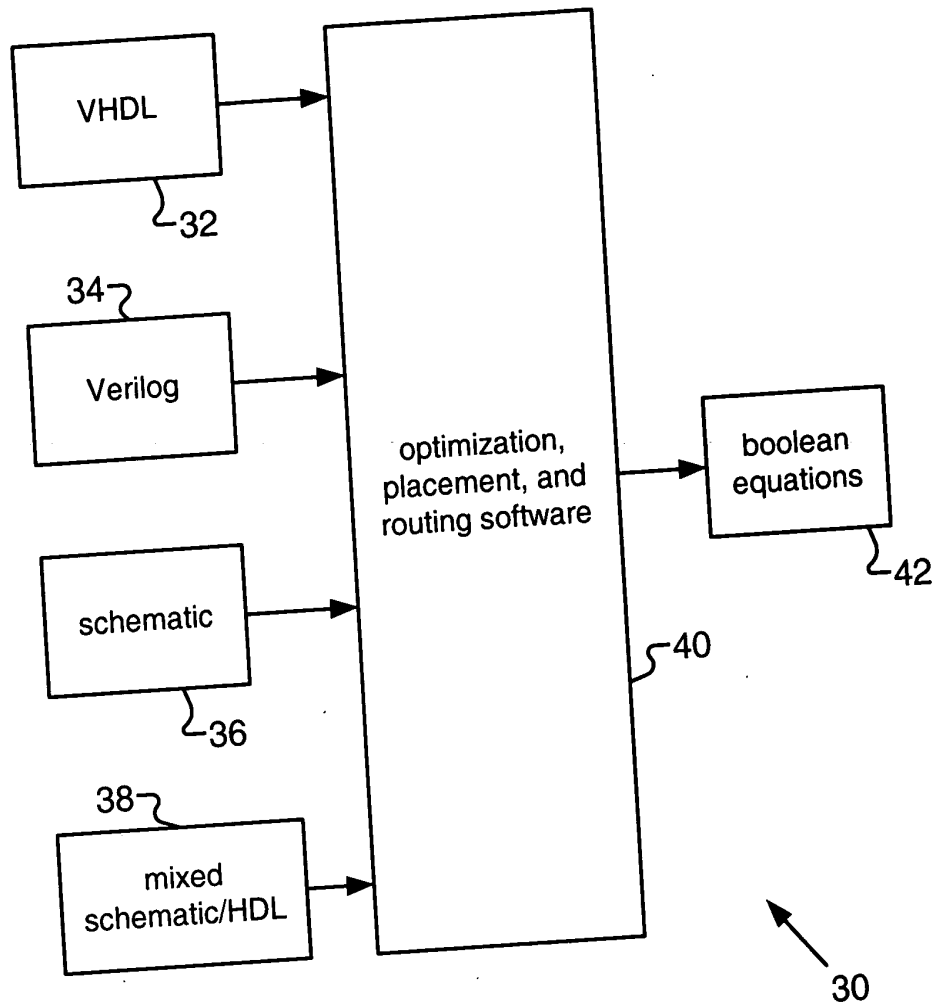 VHDL
32
34
Verilog
schematic
36
38
mixed
schematic/HDL
optimization,
placement, and
routing software
40
boolean
equations
42
30